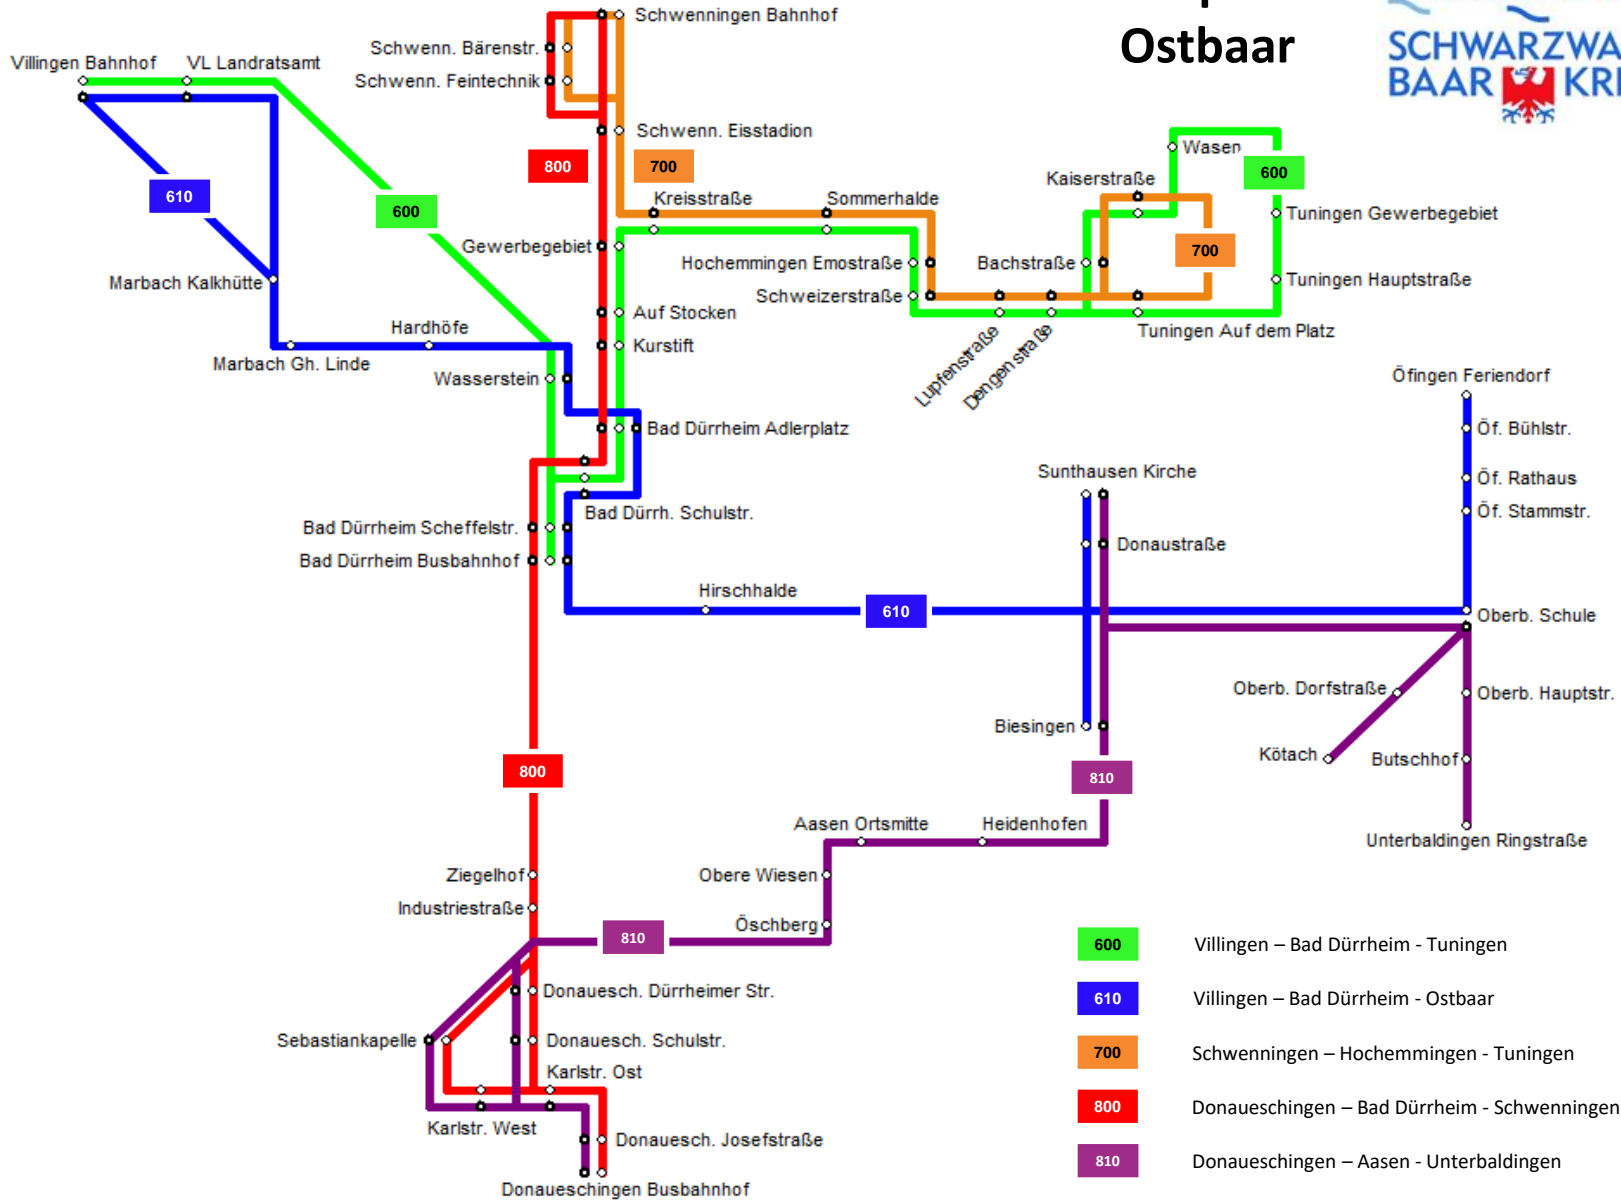 Ostbaar
SCHWARZWA
BAAR KRE
Schwenningen Bahnhof
Schwenn. Bärenstr.
Villingen Bahnhof
VL Landratsamt
Schwenn. Feintechnik
Schwenn. Eisstadion
Wasen
800
700
600
Kaiserstraße
610
600
Kreisstraße
Sommerhalde
Tuningen Gewerbegebiet
Gewerbegebiet
700
Hochemmingen Emostraße
Bachstraße
Marbach Kalkhütte
Tuningen Hauptstraße
Schweizerstraße
Auf Stocken
Hardhöfe
Tuningen Auf dem Platz
Kurstift
Marbach Gh. Linde
Lupfenstraße
Dengenstraße
Wasserstein
Öfingen Feriendorf
Bad Dürrheim Adlerplatz
Öf. Bühlstr.
Sunthausen Kirche
Öf. Rathaus
Bad Dürrh. Schulstr.
Öf. Stammstr.
Bad Dürrheim Scheffelstr.
Donaustraße
Bad Dürrheim Busbahnhof
Hirschhalde
610
Oberb. Schule
Oberb. Dorfstraße
Oberb. Hauptstr.
Biesingen
Kötach
Butschhof
800
810
Aasen Ortsmitte
Heidenhofen
Unterbaldingen Ringstraße
Ziegelhof
Obere Wiesen
Industriestraße
Öschberg
810
600 Villingen – Bad Dürrheim - Tuningen
Donauesch. Dürrheimer Str.
610 Villingen – Bad Dürrheim - Ostbaar
Sebastiankapelle
Donauesch. Schulstr.
700 Schwenningen – Hochemmingen - Tuningen
Karlstr. Ost
800 Donaueschingen – Bad Dürrheim - Schwenningen
Karlstr. West
Donauesch. Josefstraße
810 Donaueschingen – Aasen - Unterbaldingen
Donaueschingen Busbahnhof